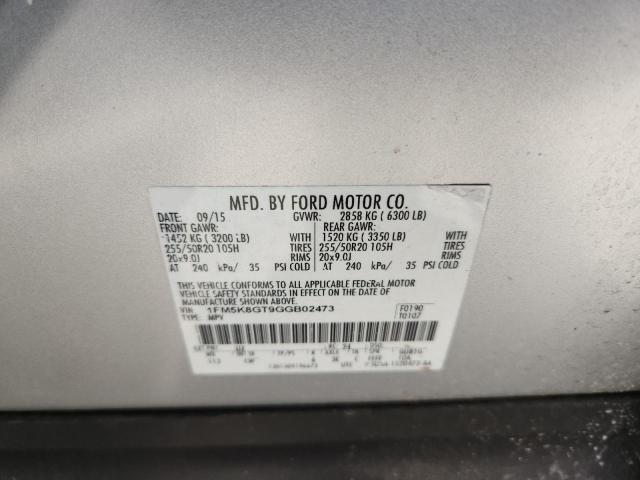 MFD. BY FORD MOTOR CO.
DATE: 09/15 GVWR: 2858 KG ( 6300 LB)
FRONT GAWR: REAR GAWR:
1452 KG ( 3200 LB) WITH 1520 KG ( 3350 LB) WITH
255/50R20 105H TIRES 255/50R20 105H TIRES
20x9.0J RIMS 20x9.0J RIMS
AT 240 kPa/ 35 PSI COLD AT 240 kPa/ 35 PSI COLD
THIS VEHICLE CONFORMS TO ALL APPLICABLE FEDERAL MOTOR
VEHICLE SAFETY STANDARDS IN EFFECT ON THE DATE OF
MANUFACTURE SHOWN ABOVE.
VIN: 1FM5K8GT9GGB02473 F0190
TYPE: MPV 10107